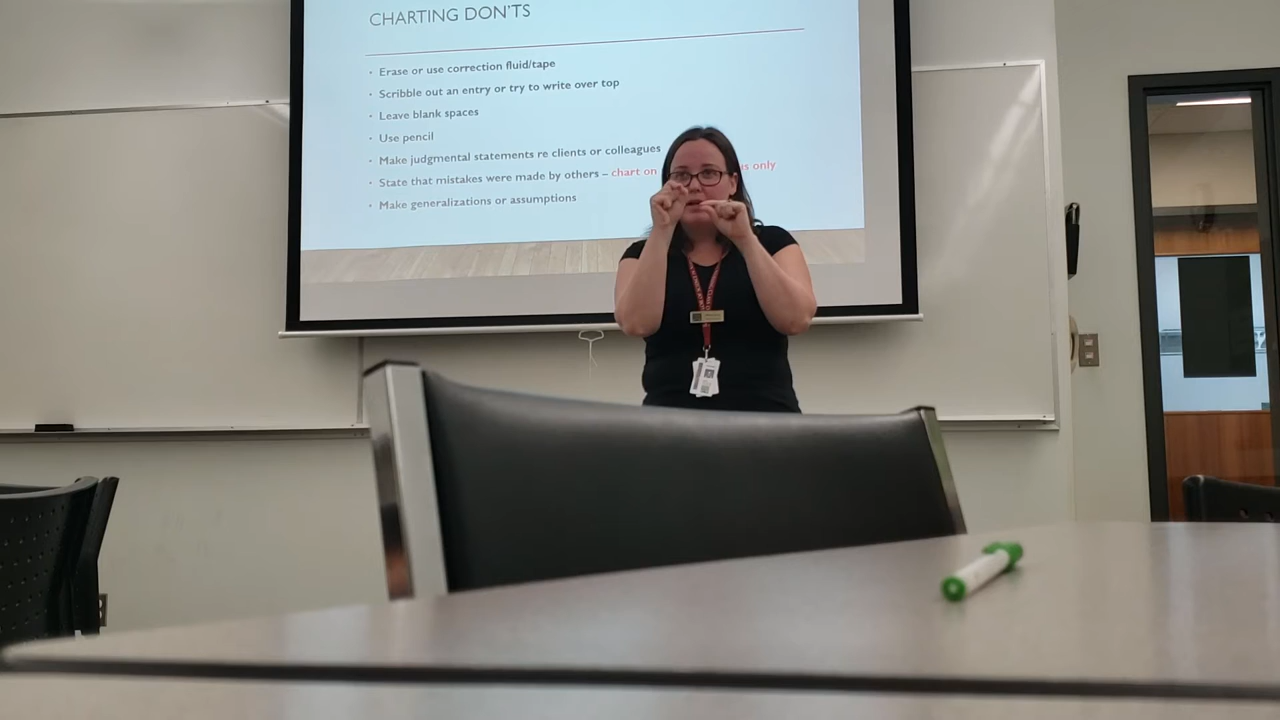 CHARTING DON'TS
• Erase or use correction fluid/tape
• Scribble out an entry or try to write over top
• Leave blank spaces
• Use pencil
• Make judgmental statements re clients or colleagues
• State that mistakes were made by others – chart on only
• Make generalizations or assumptions